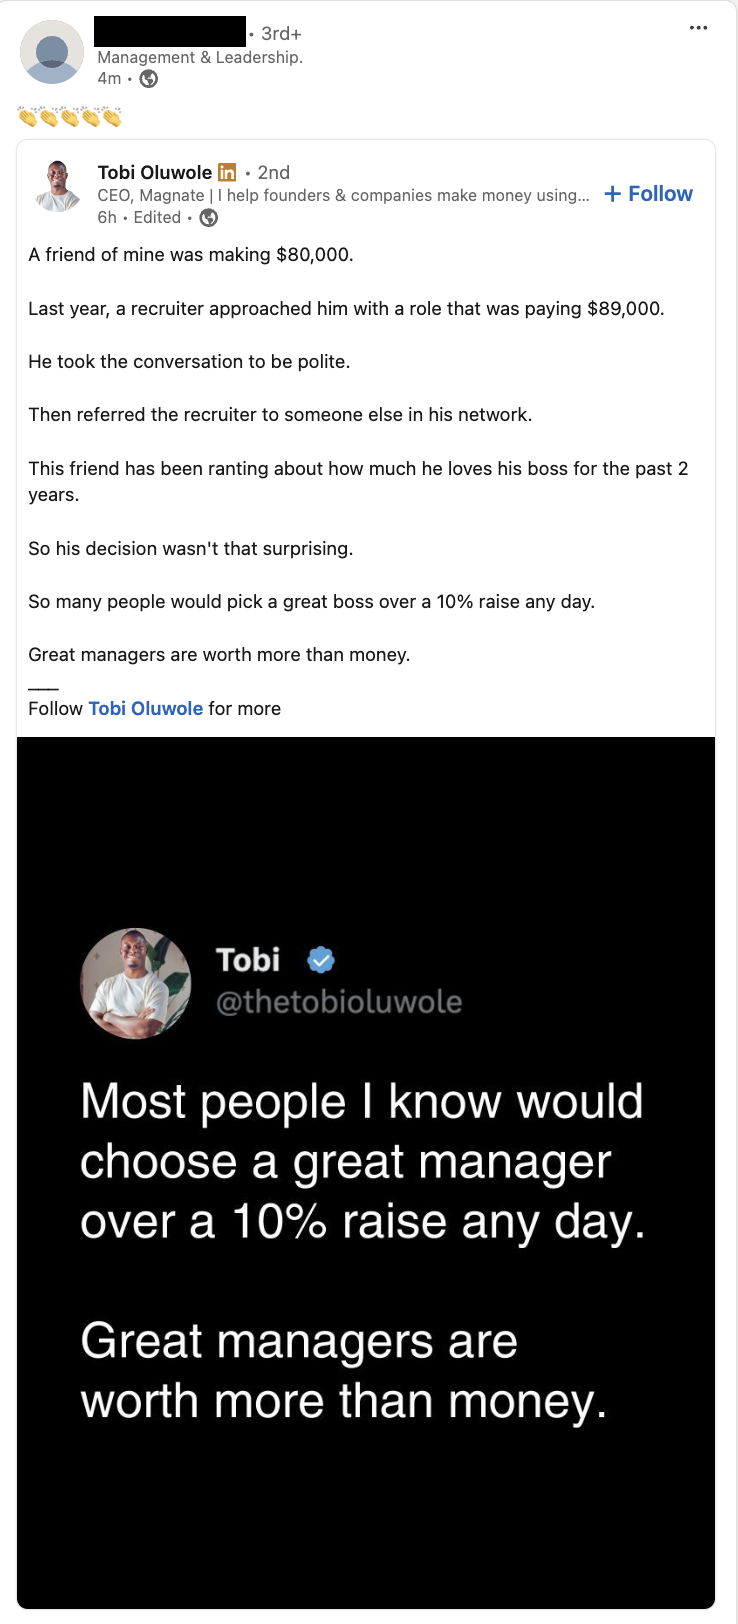 • 3rd+
Management & Leadership.
4m •
👏👏👏👏👏
Tobi Oluwole in • 2nd
CEO, Magnate | I help founders & companies make money using...
+ Follow
6h • Edited •
A friend of mine was making $80,000.
Last year, a recruiter approached him with a role that was paying $89,000.
He took the conversation to be polite.
Then referred the recruiter to someone else in his network.
This friend has been ranting about how much he loves his boss for the past 2
years.
So his decision wasn't that surprising.
So many people would pick a great boss over a 10% raise any day.
Great managers are worth more than money.
___
Follow Tobi Oluwole for more
Tobi
@thetobioluwole
Most people I know would
choose a great manager
over a 10% raise any day.
Great managers are
worth more than money.